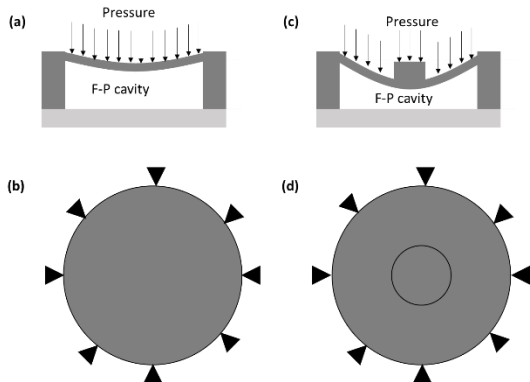 (a)
Pressure
F-P cavity
(c)
Pressure
F-P cavity
(b)
(d)